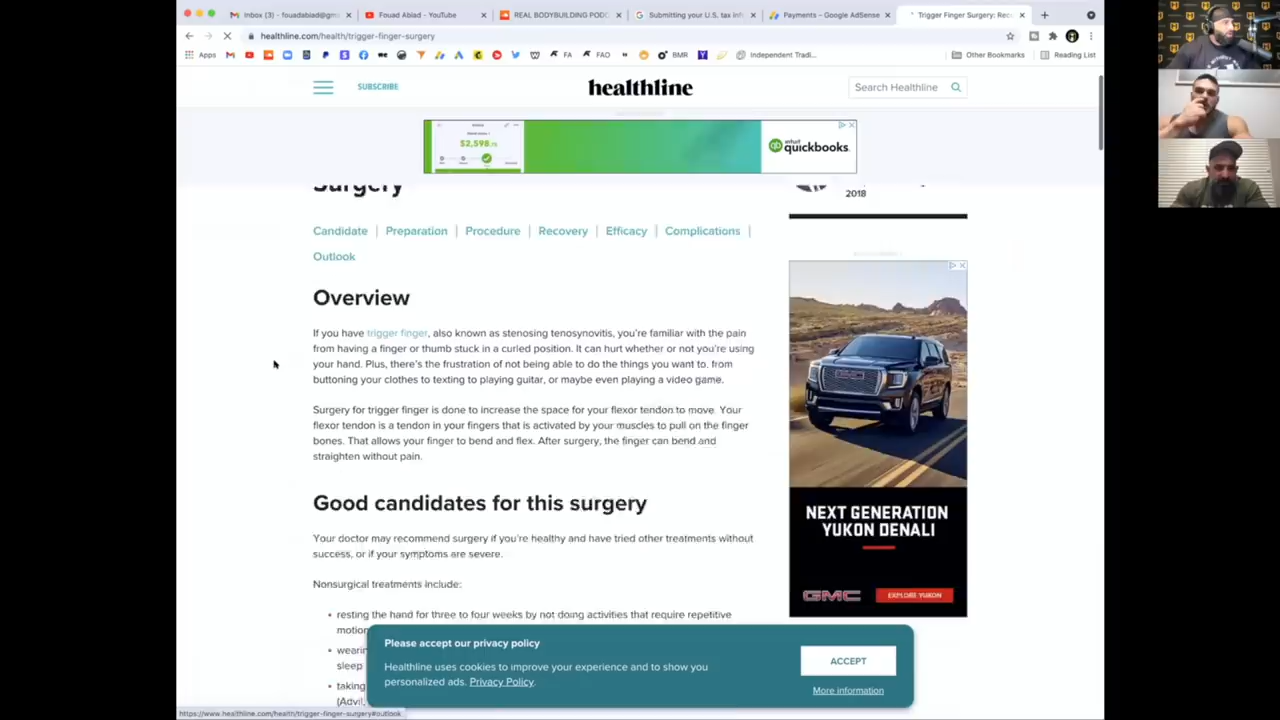 Inbox (3) - fouadabiad@gm
Fouad Abiad - YouTube
REAL BODYBUILDING POD
Submitting your U.S. tax inf
Payments – Google AdSense
Trigger Finger Surgery: Rec
healthline.com/health/trigger-finger-surgery
Apps
FA
FAO
BMR
Independent Tradi...
Other Bookmarks
Reading List
SUBSCRIBE
healthline
Search Healthline
$2,598
intuit
quickbooks.
Surgery
2018
Candidate | Preparation | Procedure | Recovery | Efficacy | Complications |
Outlook
Overview
If you have trigger finger, also known as stenosing tenosynovitis, you're familiar with the pain
from having a finger or thumb stuck in a curled position. It can hurt whether or not you're using
your hand. Plus, there's the frustration of not being able to do the things you want to, from
buttoning your clothes to texting to playing guitar, or maybe even playing a video game.
Surgery for trigger finger is done to increase the space for your flexor tendon to move. Your
flexor tendon is a tendon in your fingers that is activated by your muscles to pull on the finger
bones. That allows your finger to bend and flex. After surgery, the finger can bend and
straighten without pain.
Good candidates for this surgery
Your doctor may recommend surgery if you're healthy and have tried other treatments without
success, or if your symptoms are severe.
Nonsurgical treatments include:
• resting the hand for three to four weeks by not doing activities that require repetitive
motion
• wearin
sleep
• taking
(Advil,
NEXT GENERATION
YUKON DENALI
GMC
EXPLORE YUKON
Please accept our privacy policy
Healthline uses cookies to improve your experience and to show you
personalized ads. Privacy Policy.
ACCEPT
More information
https://www.healthline.com/health/trigger-finger-surgery#outlook